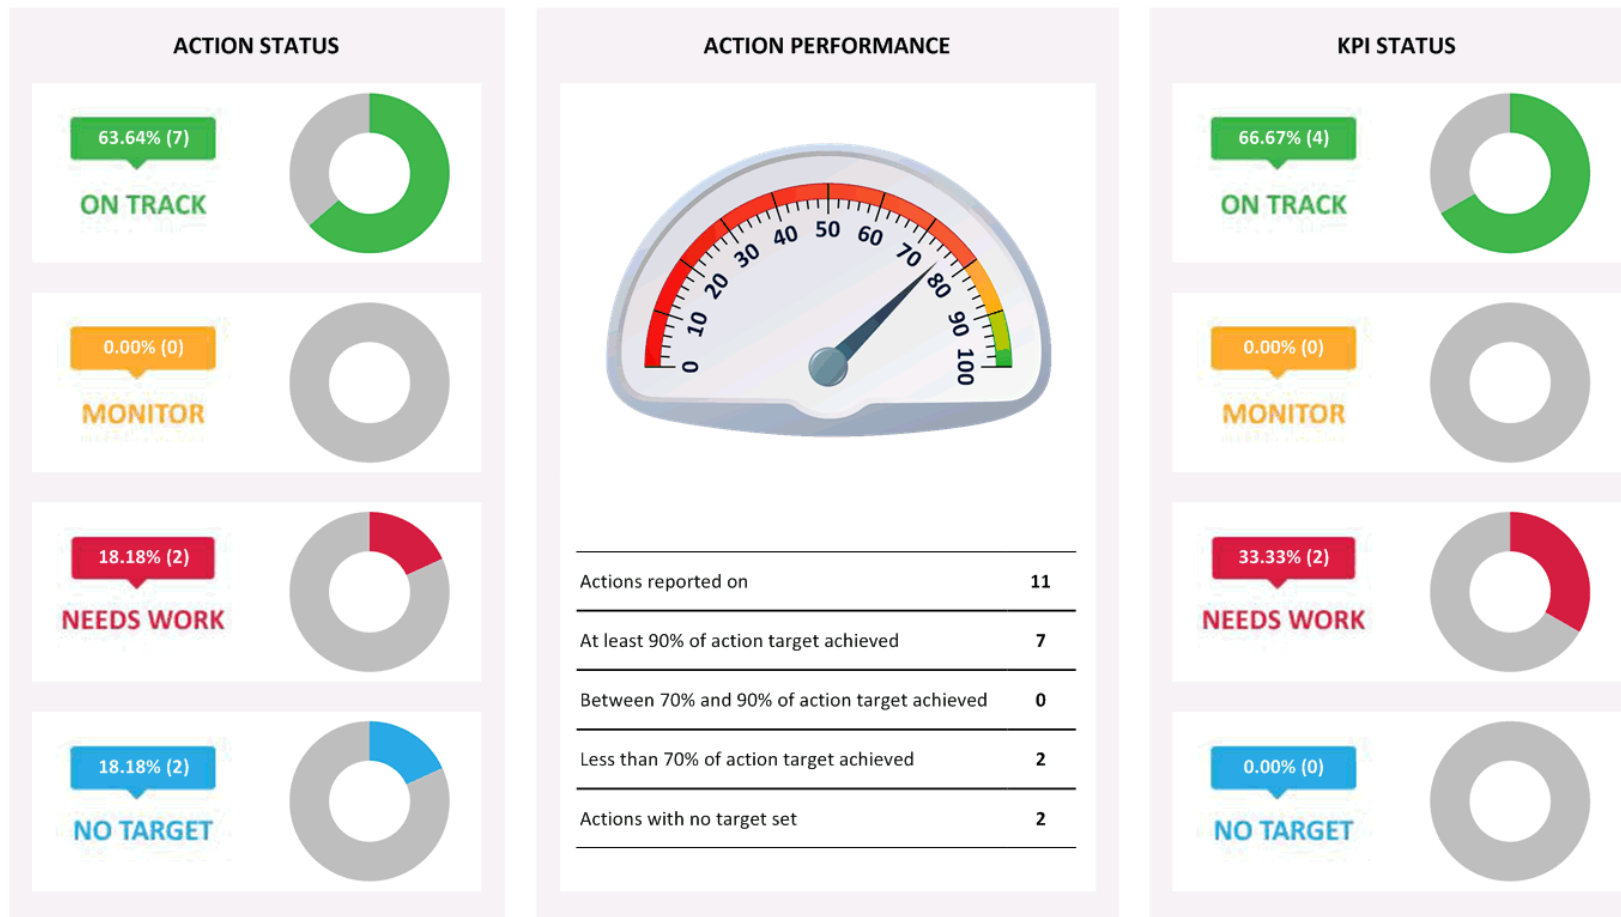 ACTION STATUS
63.64% (7)
ON TRACK
0.00% (0)
MONITOR
18.18% (2)
NEEDS WORK
18.18% (2)
NO TARGET
ACTION PERFORMANCE
0
10
20
30
40
50
60
70
80
90
100
Actions reported on 11
At least 90% of action target achieved 7
Between 70% and 90% of action target achieved 0
Less than 70% of action target achieved 2
Actions with no target set 2
KPI STATUS
66.67% (4)
ON TRACK
0.00% (0)
MONITOR
33.33% (2)
NEEDS WORK
0.00% (0)
NO TARGET